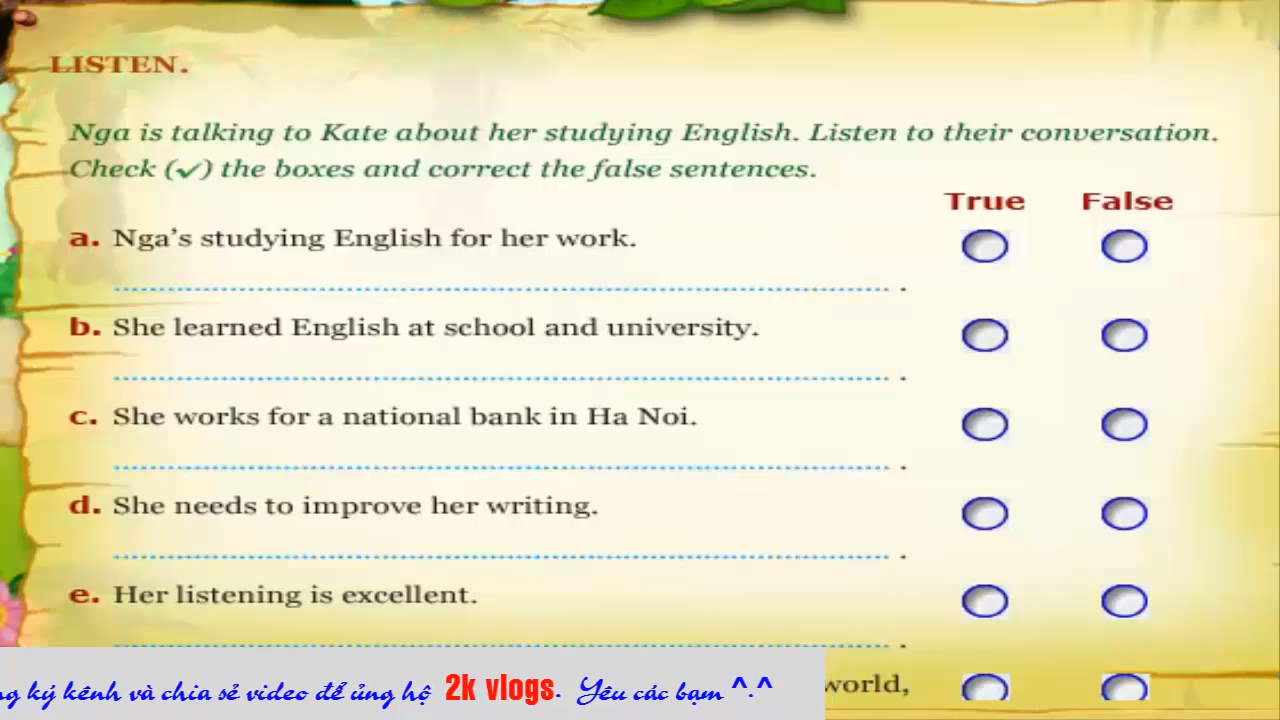 LISTEN.
Nga is talking to Kate about her studying English. Listen to their conversation.
Check (✓) the boxes and correct the false sentences.
True False
a. Nga's studying English for her work.
b. She learned English at school and university.
c. She works for a national bank in Ha Noi.
d. She needs to improve her writing.
e. Her listening is excellent.
world,
ký kênh và chia sẻ video để ủng hộ 2k vlogs. Yêu các bạm ^.^